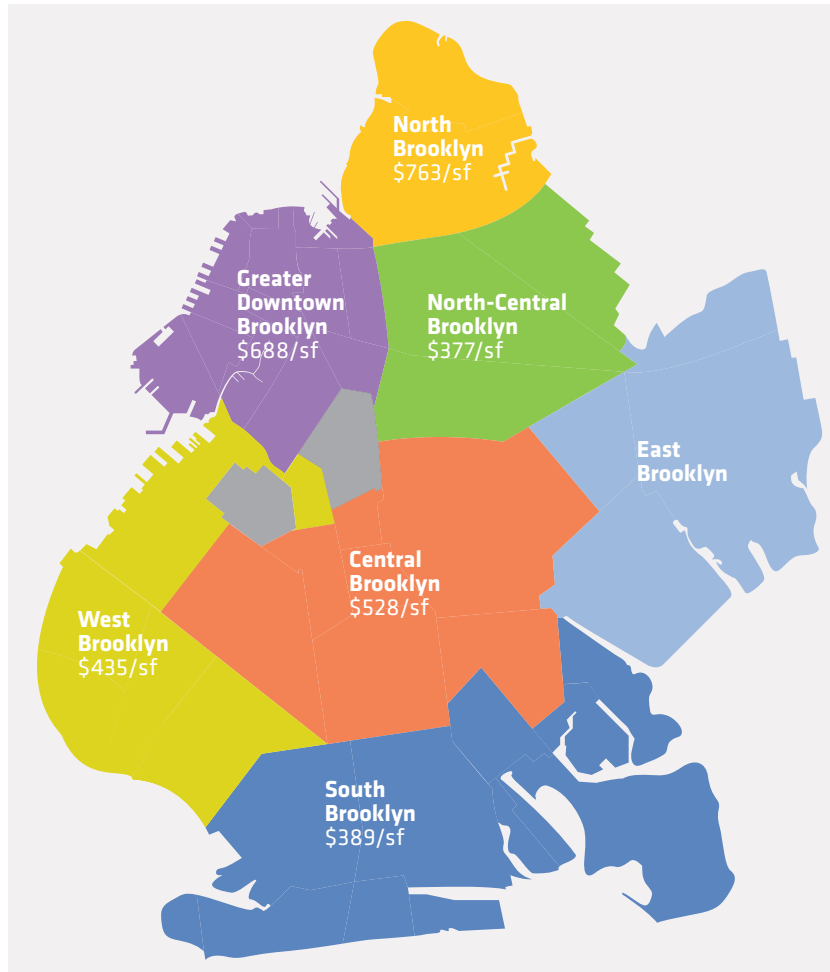 North
Brooklyn
$763/sf
Greater
Downtown
Brooklyn
$688/sf
North-Central
Brooklyn
$377/sf
East
Brooklyn
Central
Brooklyn
$528/sf
West
Brooklyn
$435/sf
South
Brooklyn
$389/sf